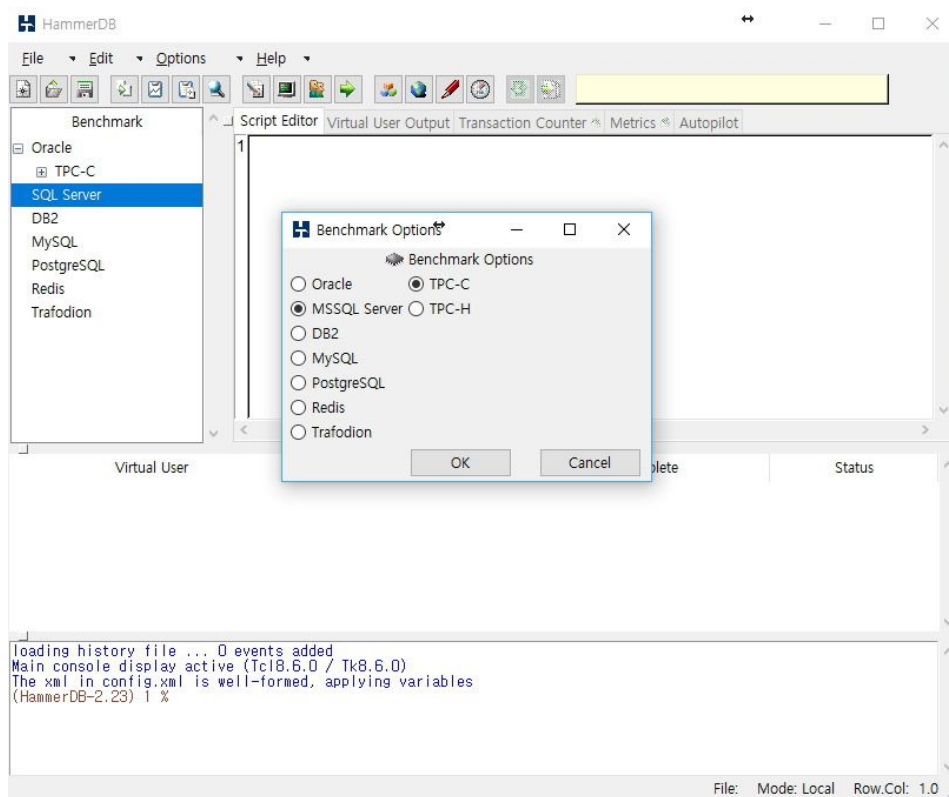 HammerDB
File Edit Options Help
Benchmark
Script Editor Virtual User Output Transaction Counter Metrics Autopilot
Oracle
TPC-C
SQL Server
DB2
MySQL
PostgreSQL
Redis
Trafodion
1
Benchmark Options
Benchmark Options
Oracle TPC-C
MSSQL Server TPC-H
DB2
MySQL
PostgreSQL
Redis
Trafodion
OK Cancel
Virtual User plete Status
loading history file ... 0 events added
Main console display active (Tcl8.6.0 / Tk8.6.0)
The xml in config.xml is well-formed, applying variables
(HammerDB-2.23) 1 %
File: Mode: Local Row.Col: 1.0